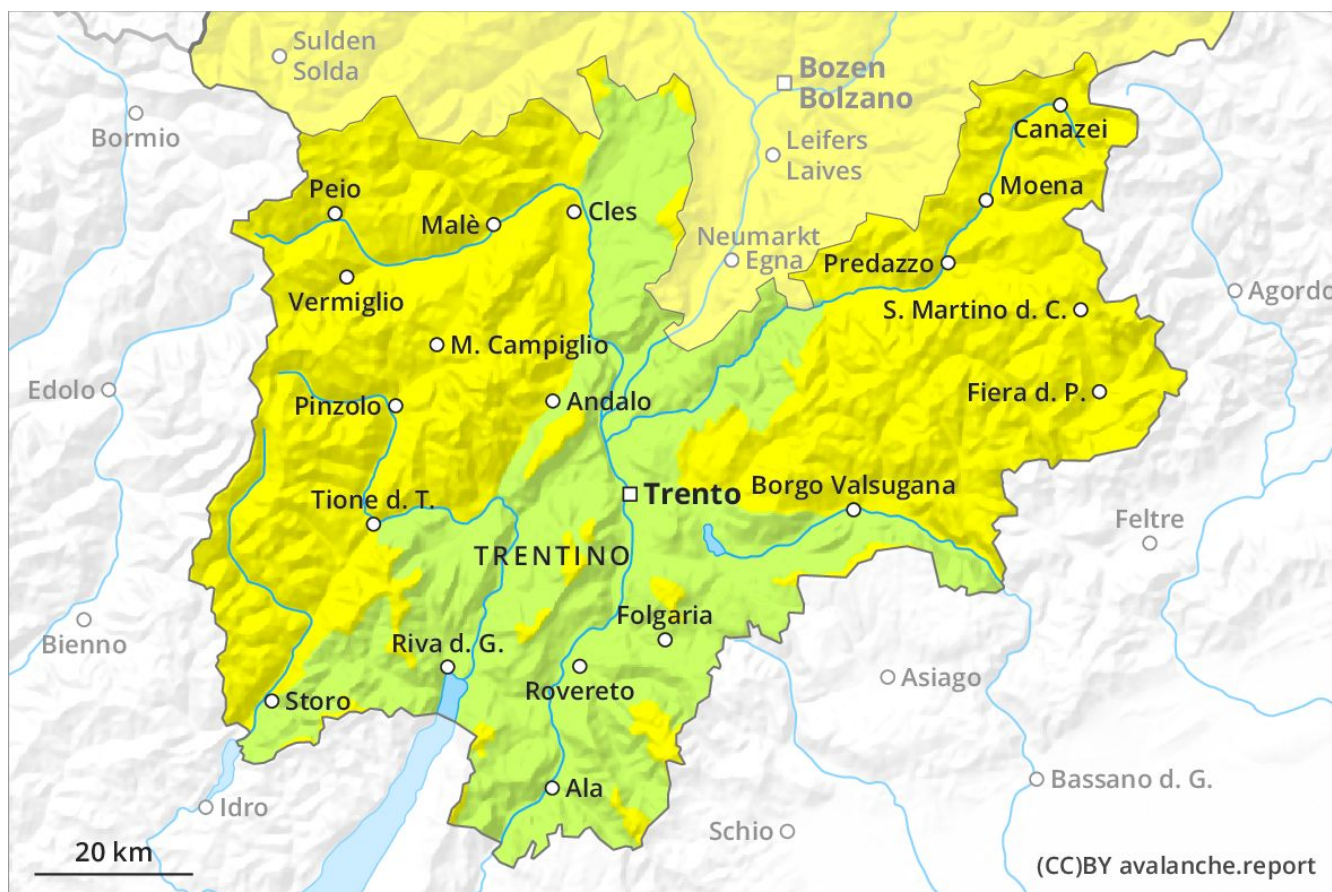 Sulden
Solda
Bozen
Bolzano
Canazei
Bormio
Leifers
Laives
Moena
Peio
Malè
Cles
Neumarkt
Egna
Predazzo
Vermiglio
S. Martino d. C.
Agordo
M. Campiglio
Edolo
Pinzolo
Andalo
Fiera d. P.
Trento
Borgo Valsugana
Tione d. T.
Feltre
TRENTINO
Folgaria
Bienno
Riva d. G.
Asiago
Rovereto
Storo
Bassano d. G.
Ala
Idro
Schio
20 km
(CC)BY avalanche.report